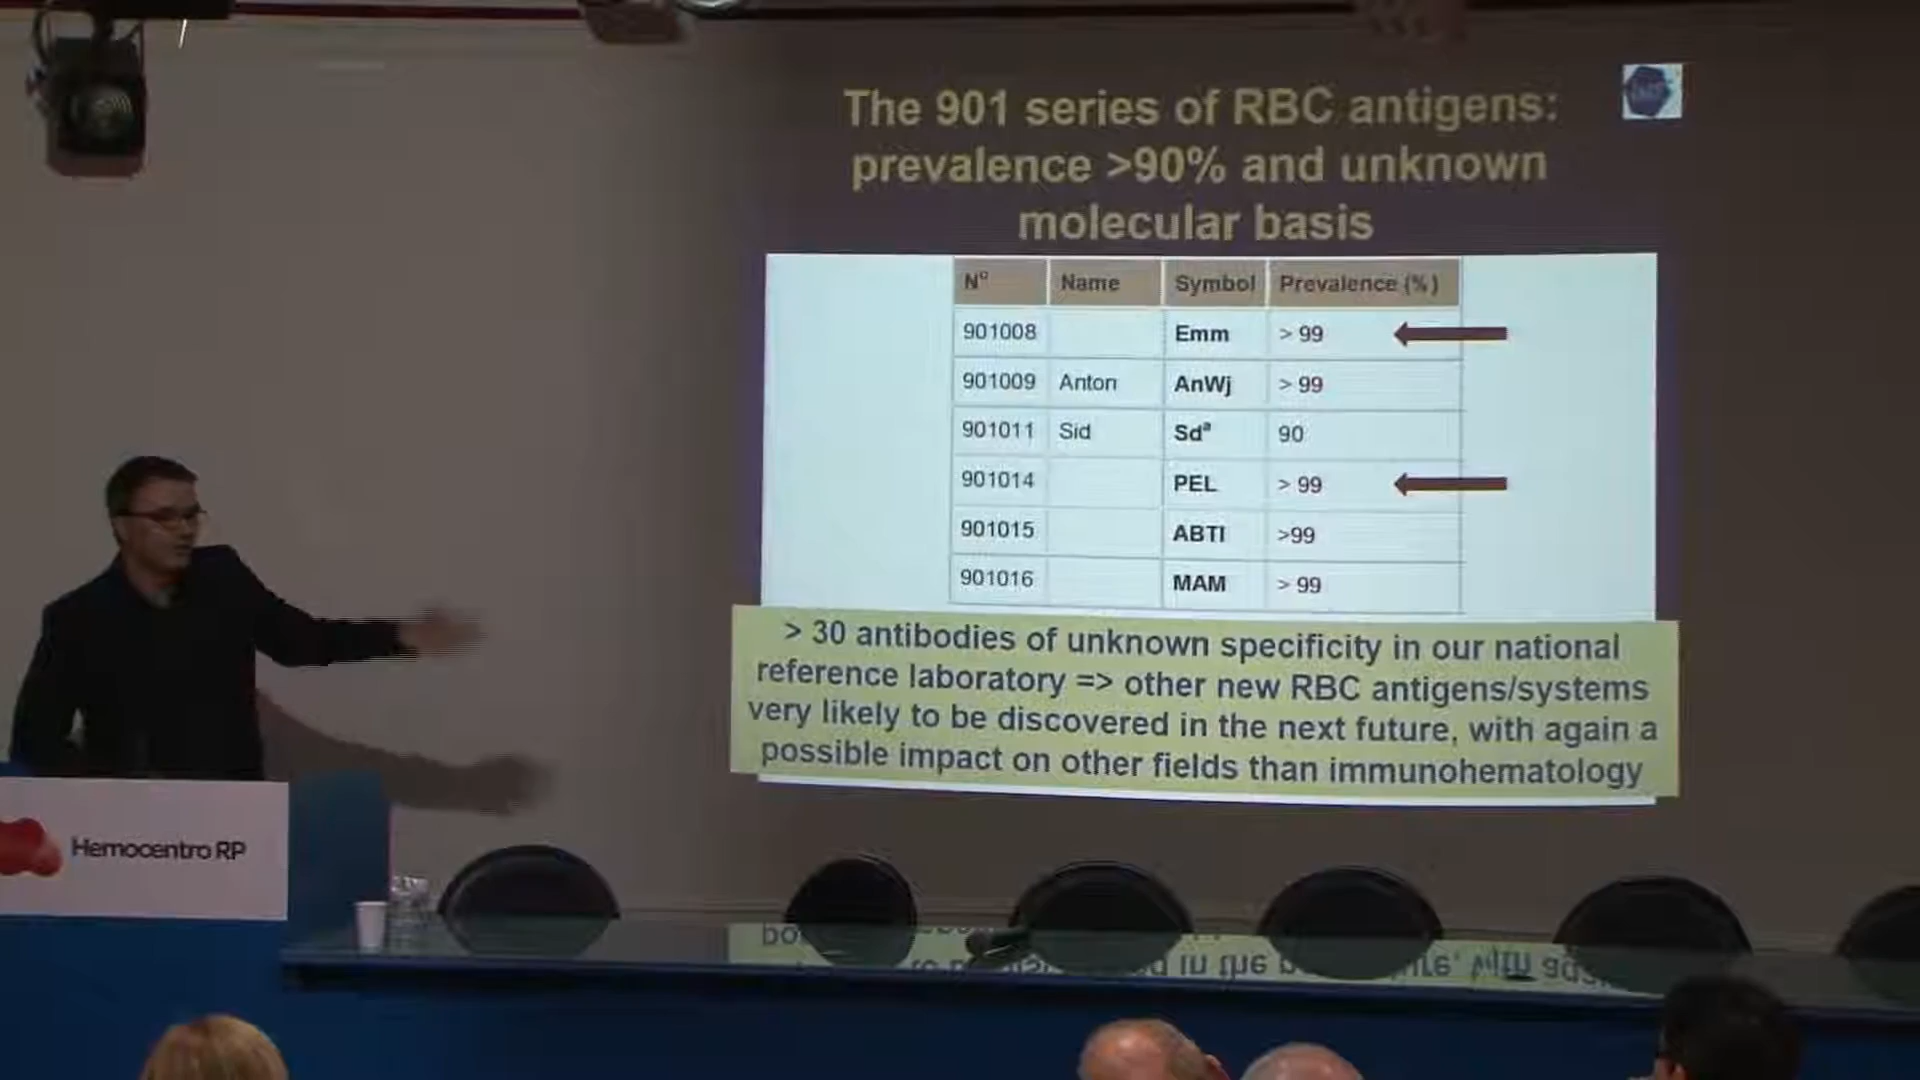 The 901 series of RBC antigens:
prevalence >90% and unknown
molecular basis
Nº Name Symbol Prevalence (%)
901008 Emm > 99
901009 Anton AnWj > 99
901011 Sid Sdª 90
901014 PEL > 99
901015 ABTI >99
901016 MAM > 99
> 30 antibodies of unknown specificity in our national
reference laboratory => other new RBC antigens/systems
very likely to be discovered in the next future, with again a
possible impact on other fields than immunohematology
Hemocentro RP